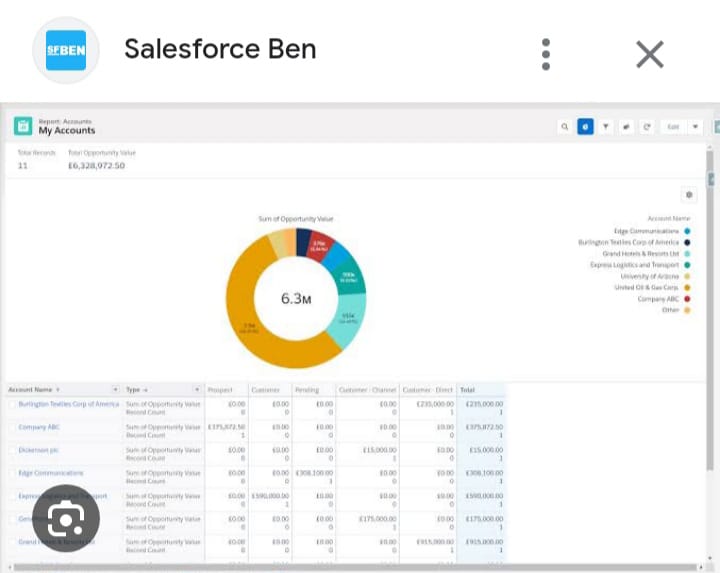 SFBEN
Salesforce Ben
Report: Accounts
My Accounts
Edit
Total Records Total Opportunity Value
11 £6,328,972.50
Sum of Opportunity Value
Account Name
Edge Communications
Burlington Textiles Corp of America
Grand Hotels & Resorts Ltd
Express Logistics and Transport
University of Arizona
United Oil & Gas Corp.
Company ABC
Other
6.3M
Account Name Type Prospect Customer Pending Customer - Channel Customer - Direct Total
Burlington Textiles Corp of America Sum of Opportunity Value £0.00 £0.00 £0.00 £0.00 £235,000.00 £235,000.00
Record Count 0 0 0 0 1 1
Company ABC Sum of Opportunity Value £375,872.50 £0.00 £0.00 £0.00 £0.00 £375,872.50
Record Count 1 0 0 0 0 1
Dickenson plc Sum of Opportunity Value £0.00 £0.00 £0.00 £15,000.00 £0.00 £15,000.00
Record Count 0 0 0 1 0 1
Edge Communications Sum of Opportunity Value £0.00 £0.00 £308,100.00 £0.00 £0.00 £308,100.00
Record Count 0 0 1 0 0 1
Sum of Opportunity Value £0.00 £590,000.00 £0.00 £0.00 £0.00 £590,000.00
Record Count 0 1 0 0 0 1
Sum of Opportunity Value £0.00 £0.00 £0.00 £175,000.00 £0.00 £175,000.00
Record Count 0 0 0 1 0 1
Grand Sum of Opportunity Value £0.00 £0.00 £0.00 £0.00 £915,000.00 £915,000.00
Record Count 0 0 0 0 1 1